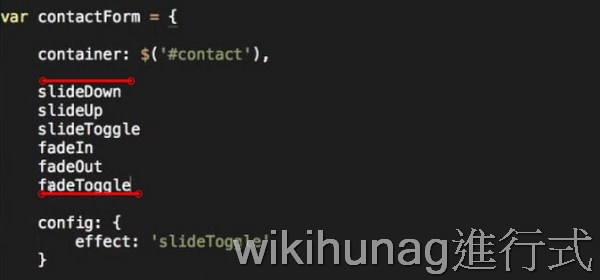 var contactForm = {
container: $('#contact'),
slideDown
slideUp
slideToggle
fadeIn
fadeOut
fadeToggle
config: {
effect: 'slideToggle'
}
wikihunag進行式